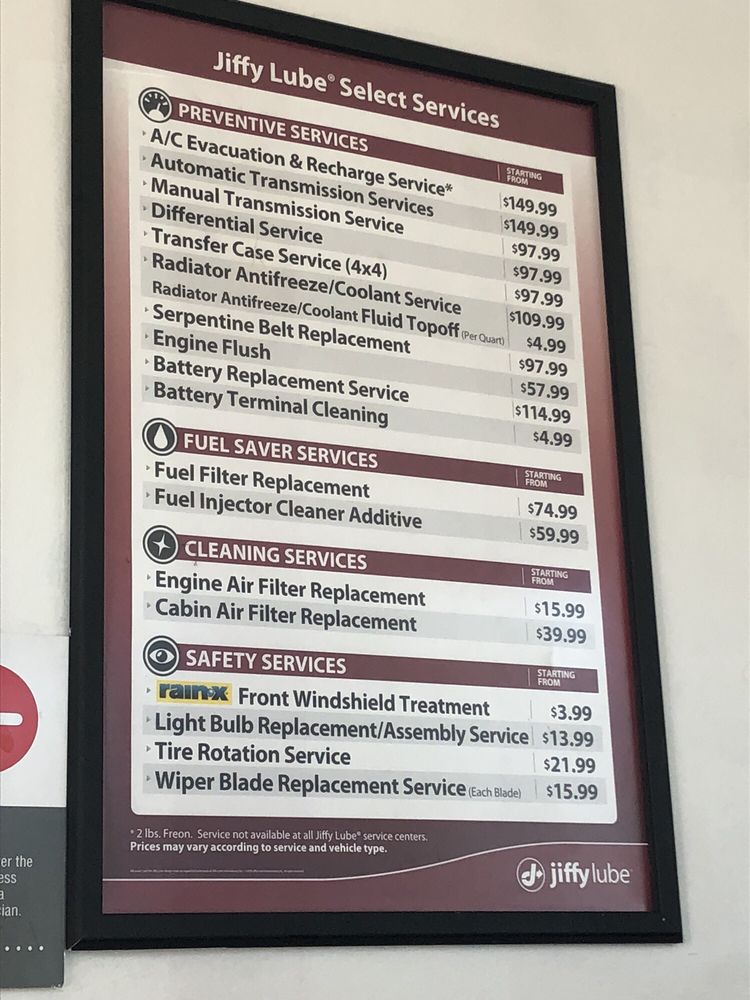 Jiffy Lube® Select Services
PREVENTIVE SERVICES STARTING FROM
A/C Evacuation & Recharge Service* $149.99
Automatic Transmission Services $149.99
Manual Transmission Service $97.99
Differential Service $97.99
Transfer Case Service (4x4) $97.99
Radiator Antifreeze/Coolant Service $109.99
Radiator Antifreeze/Coolant Fluid Topoff (Per Quart) $4.99
Serpentine Belt Replacement $97.99
Engine Flush $57.99
Battery Replacement Service $114.99
Battery Terminal Cleaning $4.99
FUEL SAVER SERVICES STARTING FROM
Fuel Filter Replacement $74.99
Fuel Injector Cleaner Additive $59.99
CLEANING SERVICES STARTING FROM
Engine Air Filter Replacement $15.99
Cabin Air Filter Replacement $39.99
SAFETY SERVICES STARTING FROM
rain-x Front Windshield Treatment $3.99
Light Bulb Replacement/Assembly Service $13.99
Tire Rotation Service $21.99
Wiper Blade Replacement Service (Each Blade) $15.99
* 2 lbs. Freon. Service not available at all Jiffy Lube® service centers.
Prices may vary according to service and vehicle type.
jiffy lube
er the
ess
a
ian.